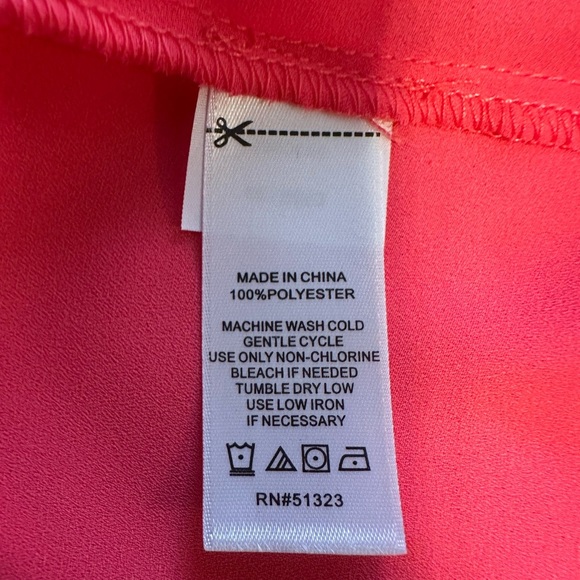 MADE IN CHINA
100%POLYESTER
MACHINE WASH COLD
GENTLE CYCLE
USE ONLY NON-CHLORINE
BLEACH IF NEEDED
TUMBLE DRY LOW
USE LOW IRON
IF NECESSARY
RN#51323